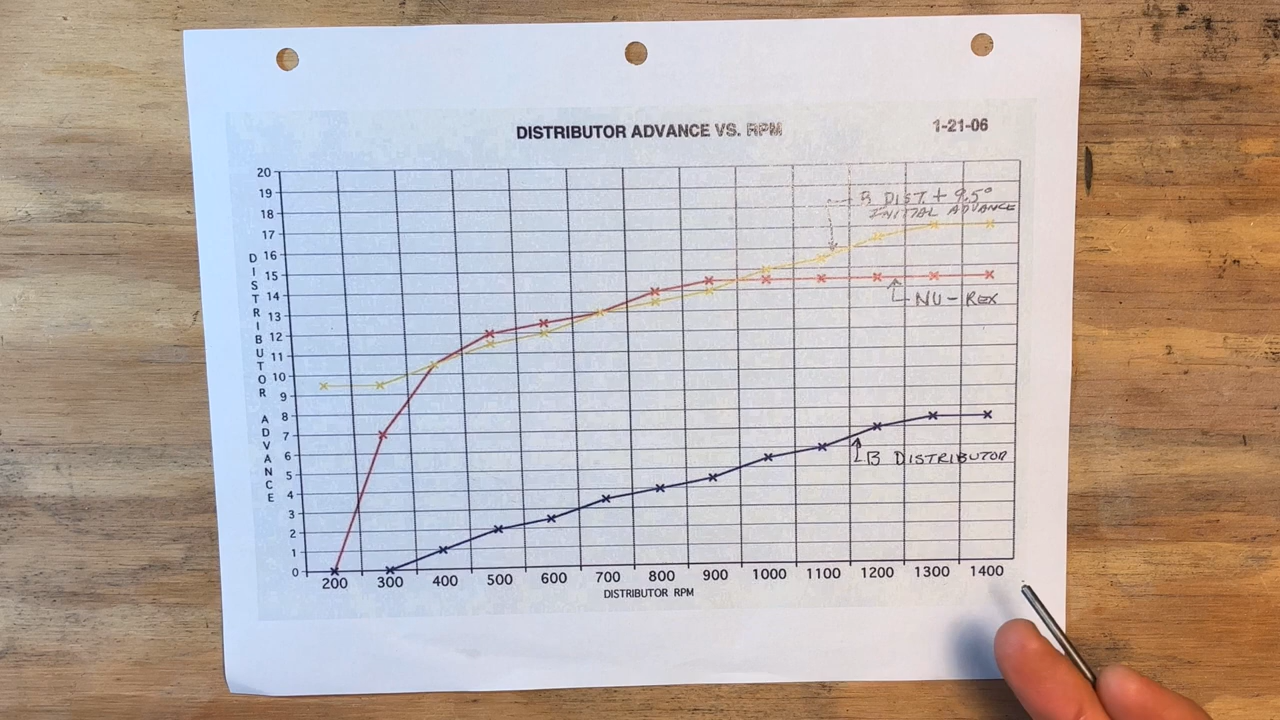 DISTRIBUTOR ADVANCE VS. RPM
1-21-06
20
19
18
17
16
15
14
13
12
11
10
9
8
7
6
5
4
3
2
1
0
DISTRIBUTOR ADVANCE
B DIST. + 9.5°
INITIAL ADVANCE
NU-REX
B DISTRIBUTOR
200 300 400 500 600 700 800 900 1000 1100 1200 1300 1400
DISTRIBUTOR RPM